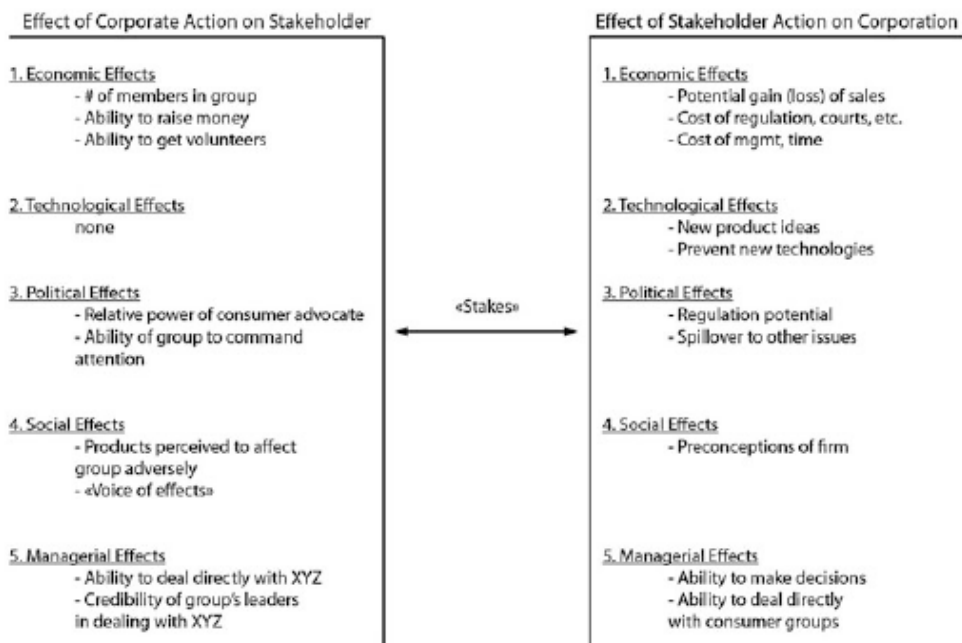 Effect of Corporate Action on Stakeholder
1. Economic Effects
- # of members in group
- Ability to raise money
- Ability to get volunteers
2. Technological Effects
none
3. Political Effects
- Relative power of consumer advocate
- Ability of group to command
attention
4. Social Effects
- Products perceived to affect
group adversely
- «Voice of effects»
5. Managerial Effects
- Ability to deal directly with XYZ
- Credibility of group's leaders
in dealing with XYZ
«Stakes»
Effect of Stakeholder Action on Corporation
1. Economic Effects
- Potential gain (loss) of sales
- Cost of regulation, courts, etc.
- Cost of mgmt, time
2. Technological Effects
- New product ideas
- Prevent new technologies
3. Political Effects
- Regulation potential
- Spillover to other issues
4. Social Effects
- Preconceptions of firm
5. Managerial Effects
- Ability to make decisions
- Ability to deal directly
with consumer groups